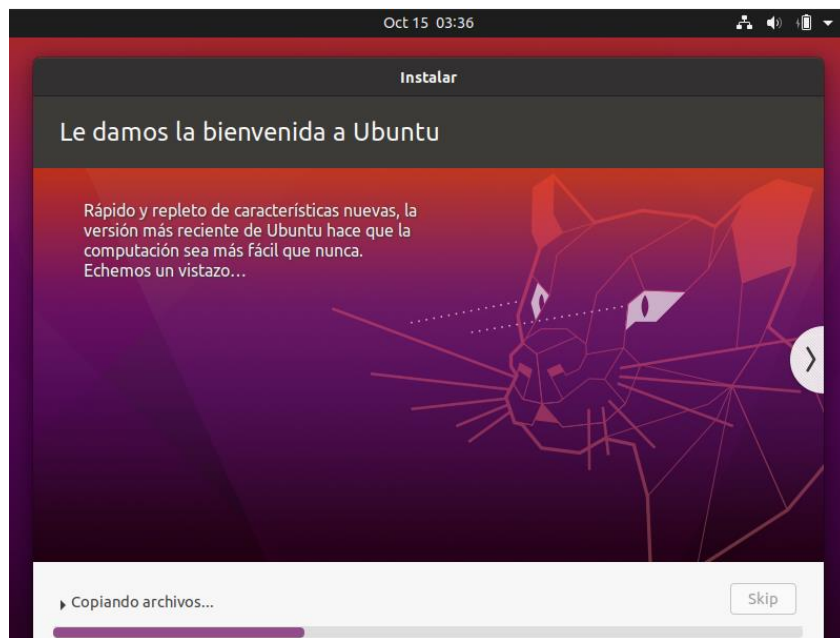 Oct 15 03:36
Instalar
Le damos la bienvenida a Ubuntu
Rápido y repleto de características nuevas, la
versión más reciente de Ubuntu hace que la
computación sea más fácil que nunca.
Echemos un vistazo...
Copiando archivos...
Skip